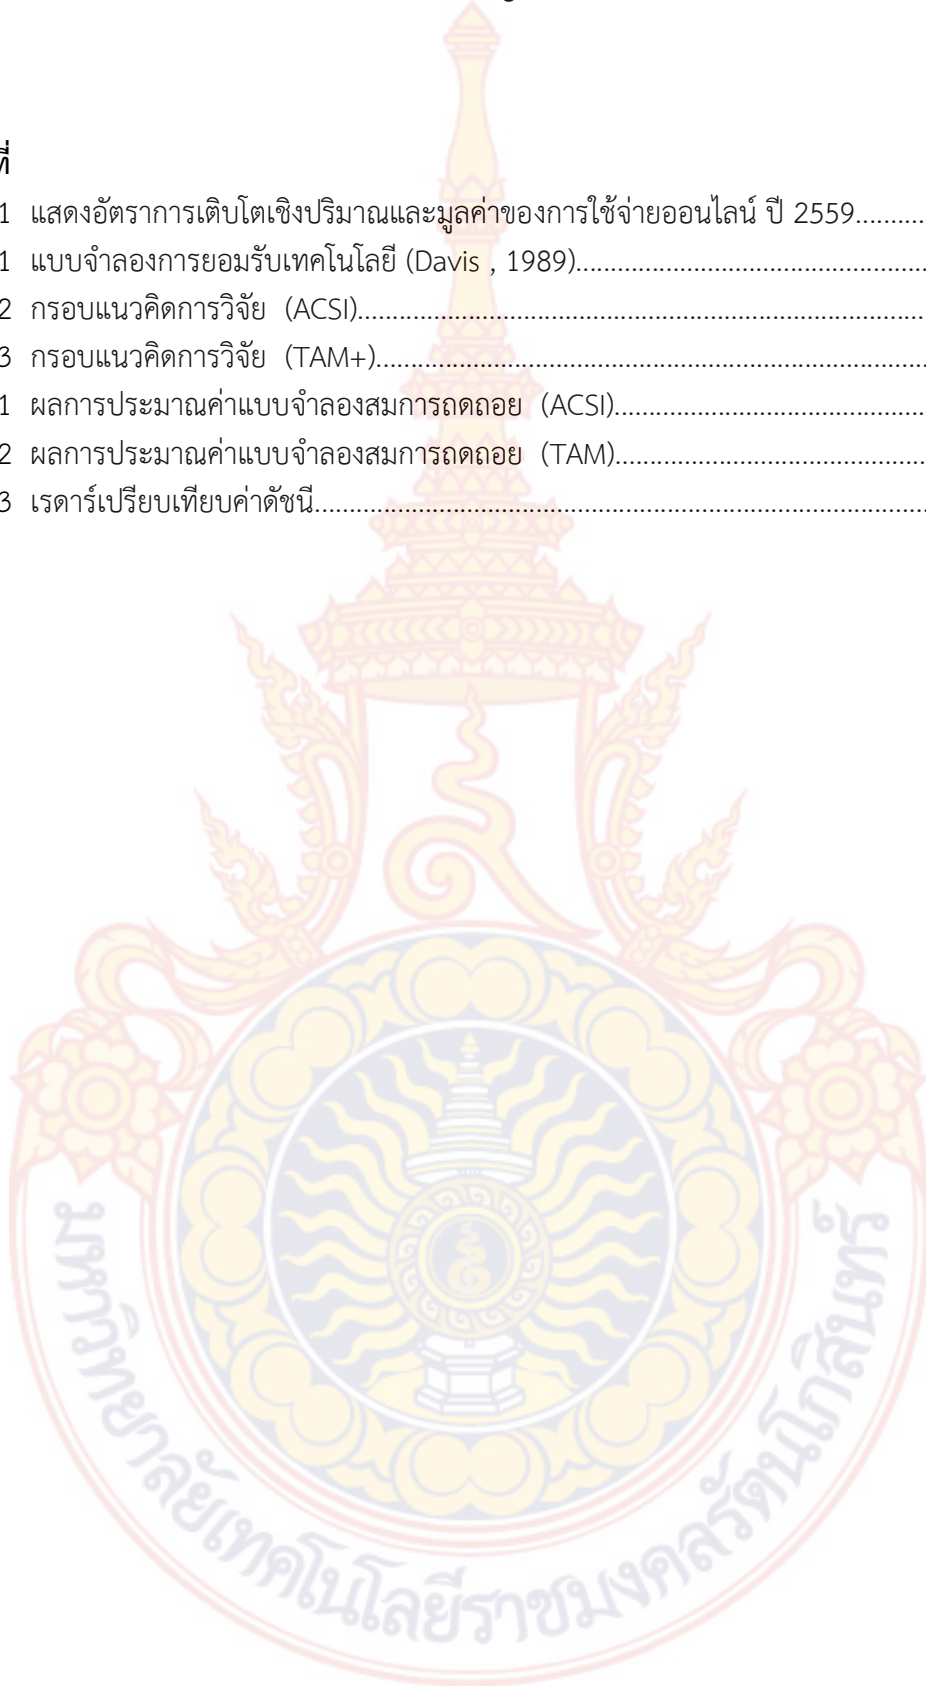 ที่
1 แสดงอัตราการเติบโตเชิงปริมาณและมูลค่าของการใช้จ่ายออนไลน์ ปี 2559..........
1 แบบจำลองการยอมรับเทคโนโลยี (Davis , 1989)..........
2 กรอบแนวคิดการวิจัย (ACSI)..........
3 กรอบแนวคิดการวิจัย (TAM+)..........
1 ผลการประมาณค่าแบบจำลองสมการถดถอย (ACSI)..........
2 ผลการประมาณค่าแบบจำลองสมการถดถอย (TAM)..........
3 เรดาร์เปรียบเทียบค่าดัชนี..........
มหาวิทยาลัยเทคโนโลยีราชมงคลรัตนโกสินทร์